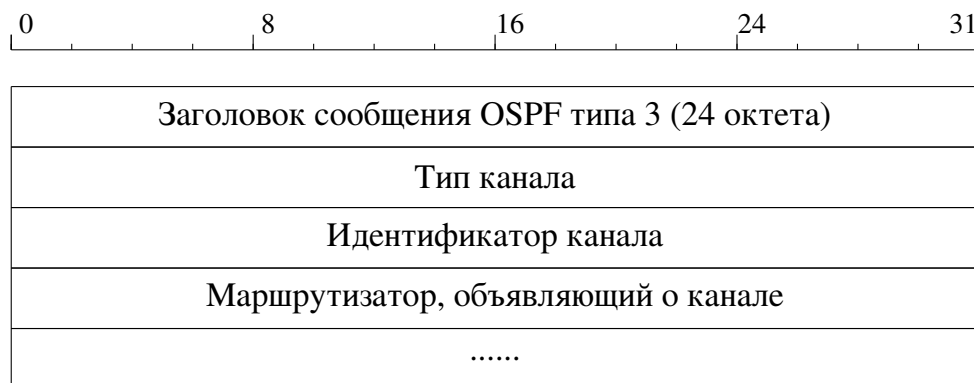 0 8 16 24 31
Заголовок сообщения OSPF типа 3 (24 октета)
Тип канала
Идентификатор канала
Маршрутизатор, объявляющий о канале
......